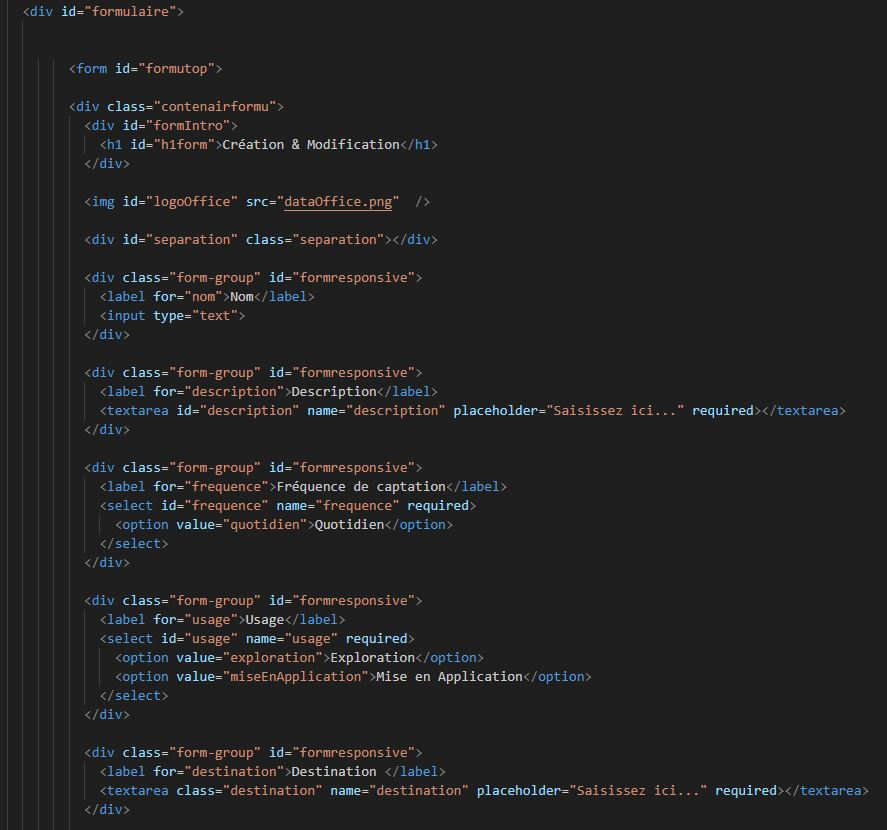 <div id="formulaire">
<form id="formutop">
<div class="contenairformu">
<div id="formIntro">
<h1 id="h1form">Création & Modification</h1>
</div>
<img id="logoOffice" src="dataOffice.png"  />
<div id="separation" class="separation"></div>
<div class="form-group" id="formresponsive">
<label for="nom">Nom</label>
<input type="text">
</div>
<div class="form-group" id="formresponsive">
<label for="description">Description</label>
<textarea id="description" name="description" placeholder="Saisissez ici..." required></textarea>
</div>
<div class="form-group" id="formresponsive">
<label for="frequence">Fréquence de captation</label>
<select id="frequence" name="frequence" required>
<option value="quotidien">Quotidien</option>
</select>
</div>
<div class="form-group" id="formresponsive">
<label for="usage">Usage</label>
<select id="usage" name="usage" required>
<option value="exploration">Exploration</option>
<option value="miseEnApplication">Mise en Application</option>
</select>
</div>
<div class="form-group" id="formresponsive">
<label for="destination">Destination </label>
<textarea class="destination" name="destination" placeholder="Saisissez ici..." required></textarea>
</div>